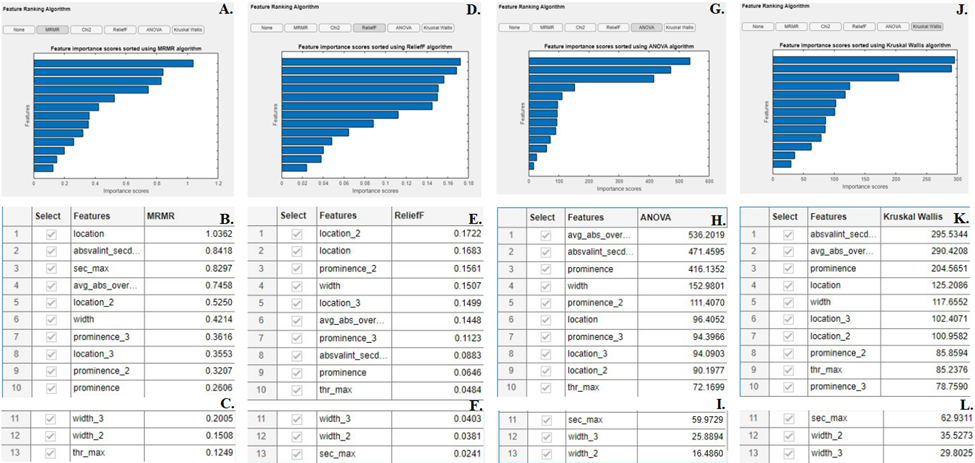 Feature Ranking Algorithm A.
None MRMR Chi2 ReliefF ANOVA Kruskal Wallis
Feature importance scores sorted using MRMR algorithm
Features
0 0.2 0.4 0.6 0.8 1 1.2
Importance scores
Select Features MRMR B.
1 location 1.0362
2 absvalint_secd... 0.8418
3 sec_max 0.8297
4 avg_abs_over... 0.7458
5 location_2 0.5250
6 width 0.4214
7 prominence_3 0.3616
8 location_3 0.3553
9 prominence_2 0.3207
10 prominence 0.2606
C.
11 width_3 0.2005
12 width_2 0.1508
13 thr_max 0.1249
Feature Ranking Algorithm D.
None MRMR Chi2 ReliefF ANOVA Kruskal Wallis
Feature importance scores sorted using ReliefF algorithm
Features
0 0.02 0.04 0.06 0.08 0.1 0.12 0.14 0.16 0.18
Importance scores
Select Features ReliefF E.
1 location_2 0.1722
2 location 0.1683
3 prominence_2 0.1561
4 width 0.1507
5 location_3 0.1499
6 avg_abs_over... 0.1448
7 prominence_3 0.1123
8 absvalint_secd... 0.0883
9 prominence 0.0646
10 thr_max 0.0484
F.
11 width_3 0.0403
12 width_2 0.0381
13 sec_max 0.0241
Feature Ranking Algorithm G.
None MRMR Chi2 ReliefF ANOVA Kruskal Wallis
Feature importance scores sorted using ANOVA algorithm
Features
0 100 200 300 400 500 600
Importance scores
Select Features ANOVA H.
1 avg_abs_over... 536.2019
2 absvalint_secd... 471.4595
3 prominence 416.1352
4 width 152.9801
5 prominence_2 111.4070
6 location 96.4052
7 prominence_3 94.3966
8 location_3 94.0903
9 location_2 90.1977
10 thr_max 72.1699
I.
11 sec_max 59.9729
12 width_3 25.8894
13 width_2 16.4860
Feature Ranking Algorithm J.
None MRMR Chi2 ReliefF ANOVA Kruskal Wallis
Feature importance scores sorted using Kruskal Wallis algorithm
Features
0 50 100 150 200 250 300
Importance scores
Select Features Kruskal Wallis K.
1 absvalint_secd... 295.5344
2 avg_abs_over... 290.4208
3 prominence 204.5651
4 location 125.2086
5 width 117.6552
6 location_3 102.4071
7 location_2 100.9582
8 prominence_2 85.8594
9 thr_max 85.2376
10 prominence_3 78.7590
L.
11 sec_max 62.9311
12 width_2 35.5273
13 width_3 29.8025